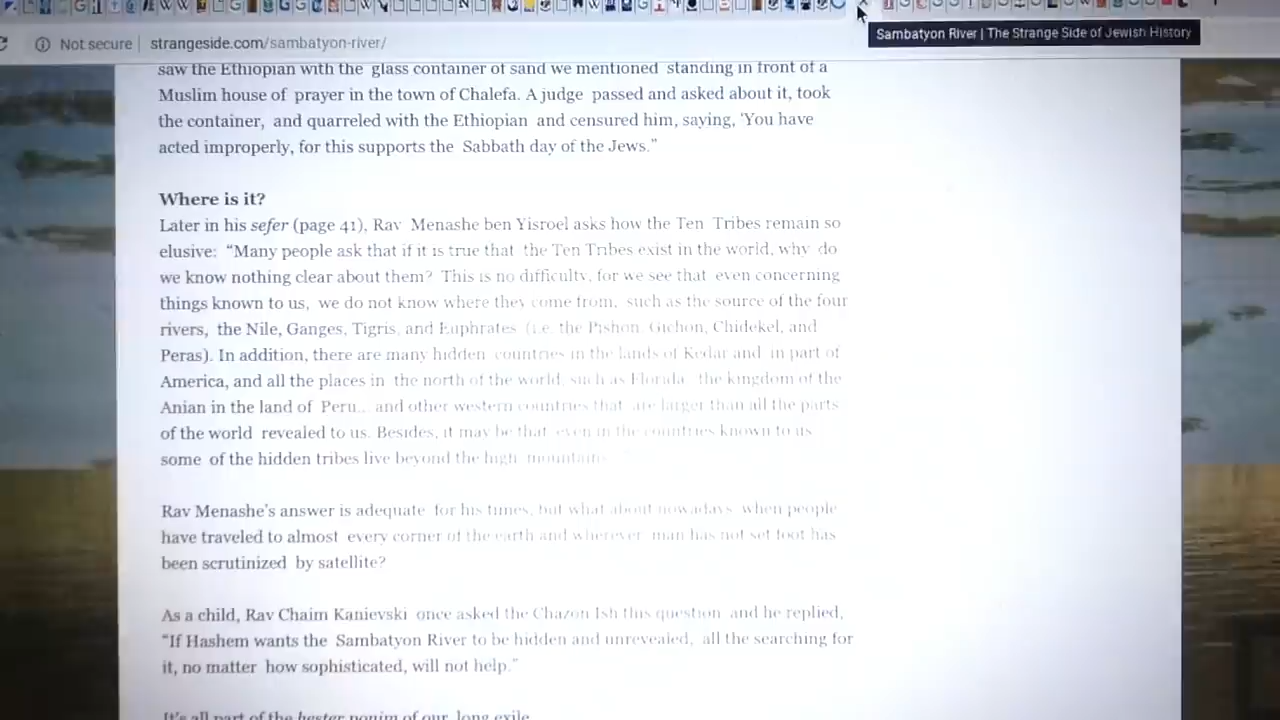 Not secure | strangeside.com/sambatyon-river/
Sambatyon River | The Strange Side of Jewish History
saw the Ethiopian with the glass container of sand we mentioned standing in front of a
Muslim house of prayer in the town of Chalefa. A judge passed and asked about it, took
the container, and quarreled with the Ethiopian and censured him, saying, 'You have
acted improperly, for this supports the Sabbath day of the Jews."
Where is it?
Later in his sefer (page 41), Rav Menashe ben Yisroel asks how the Ten Tribes remain so
elusive: "Many people ask that if it is true that the Ten Tribes exist in the world, why do
we know nothing clear about them? This is no difficulty, for we see that even concerning
things known to us, we do not know where they come from, such as the source of the four
rivers, the Nile, Ganges, Tigris, and Euphrates (i.e. the Pishon, Gichon, Chidekel, and
Peras). In addition, there are many hidden countries in the lands of Kedar and in part of
America, and all the places in the north of the world, such as Florida, the kingdom of the
Anian in the land of Peru... and other western countries that are larger than all the parts
of the world revealed to us. Besides, it may be that even in the countries known to us
some of the hidden tribes live beyond the high mountains
Rav Menashe's answer is adequate for his times, but what about nowadays when people
have traveled to almost every corner of the earth and wherever man has not set foot has
been scrutinized by satellite?
As a child, Rav Chaim Kanievski once asked the Chazon Ish this question and he replied,
"If Hashem wants the Sambatyon River to be hidden and unrevealed, all the searching for
it, no matter how sophisticated, will not help."
It's all part of the hester ponim of our long exile